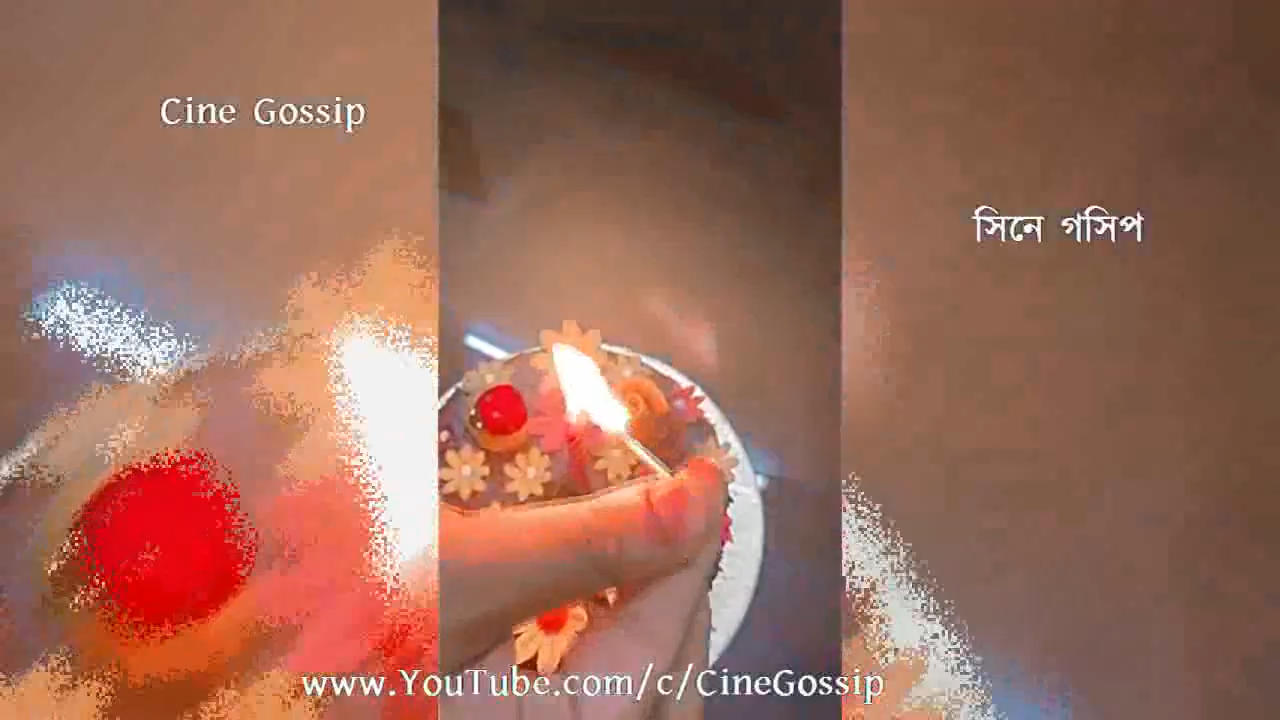 Cine Gossip
সিনে গসিপ
www.YouTube.com/c/CineGossip